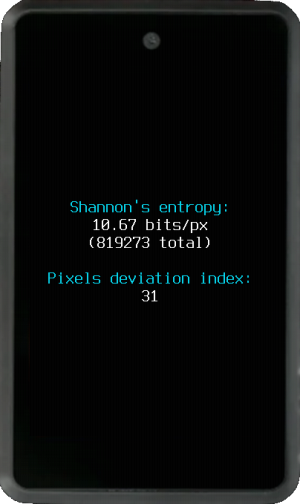 Shannon's entropy:
10.67 bits/px
(819273 total)
Pixels deviation index:
31